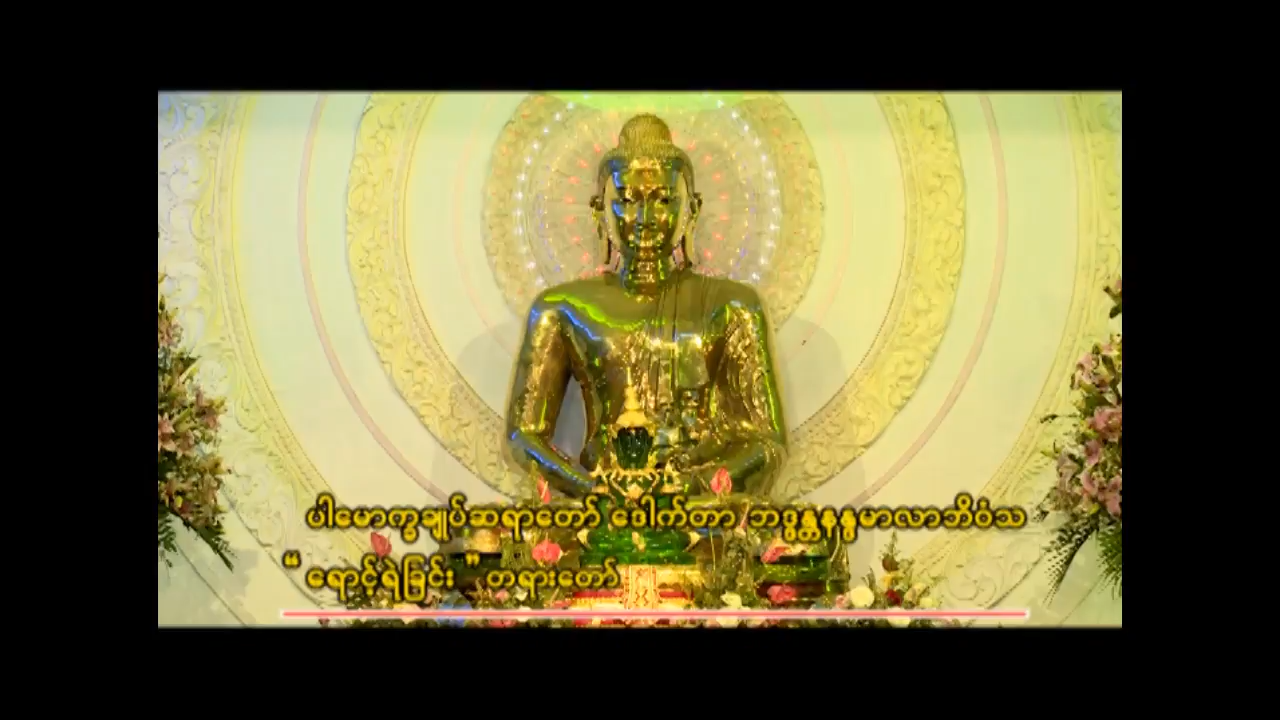 ပါမောက္ခချုပ်ဆရာတော် ဒေါက်တာ ဘဒ္ဒန္တနန္ဒမာလာဘိဝံသ
“ ရောင့်ရဲခြင်း ” တရားတော်